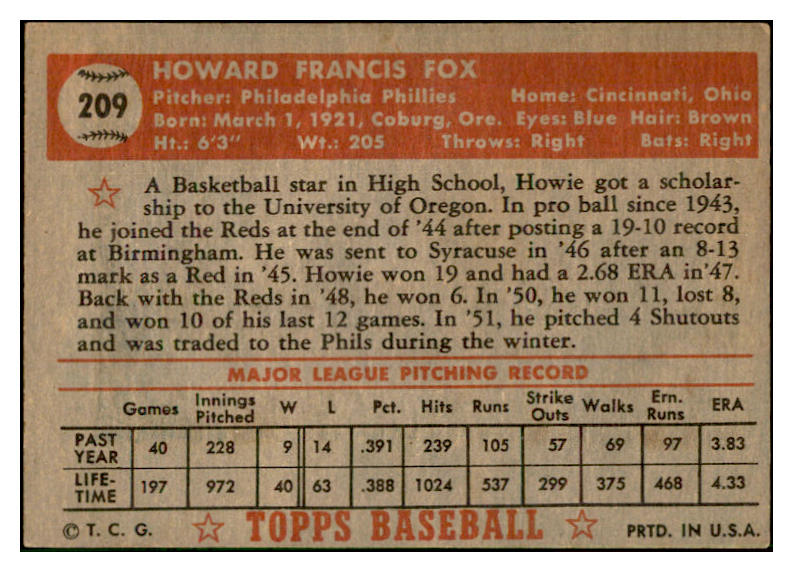 209
HOWARD FRANCIS FOX
Pitcher: Philadelphia Phillies Home: Cincinnati, Ohio
Born: March 1, 1921, Coburg, Ore. Eyes: Blue Hair: Brown
Ht.: 6'3" Wt.: 205 Throws: Right Bats: Right
A Basketball star in High School, Howie got a scholar-
ship to the University of Oregon. In pro ball since 1943,
he joined the Reds at the end of '44 after posting a 19-10 record
at Birmingham. He was sent to Syracuse in '46 after an 8-13
mark as a Red in '45. Howie won 19 and had a 2.68 ERA in'47.
Back with the Reds in '48, he won 6. In '50, he won 11, lost 8,
and won 10 of his last 12 games. In '51, he pitched 4 Shutouts
and was traded to the Phils during the winter.
MAJOR LEAGUE PITCHING RECORD
Games Innings Pitched W L Pct. Hits Runs Strike Outs Walks Ern. Runs ERA
PAST YEAR 40 228 9 14 .391 239 105 57 69 97 3.83
LIFE-TIME 197 972 40 63 .388 1024 537 299 375 468 4.33
© T. C. G. TOPPS BASEBALL PRTD. IN U.S.A.